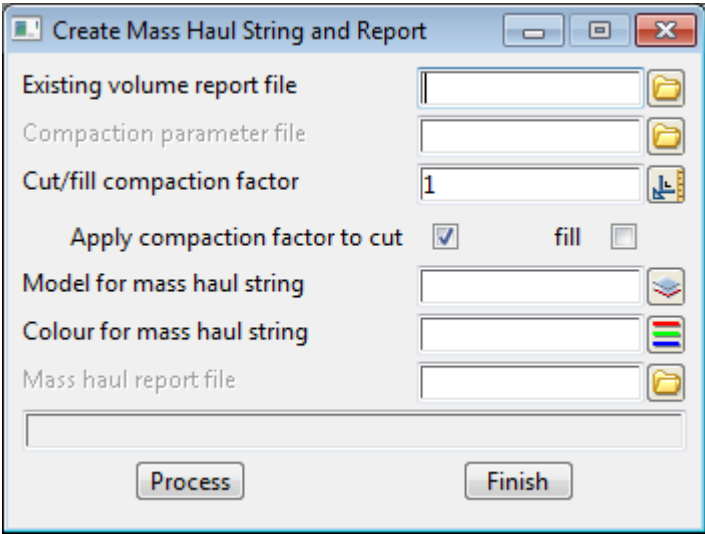 Create Mass Haul String and Report
Existing volume report file
Compaction parameter file
Cut/fill compaction factor 1
Apply compaction factor to cut fill
Model for mass haul string
Colour for mass haul string
Mass haul report file
Process Finish